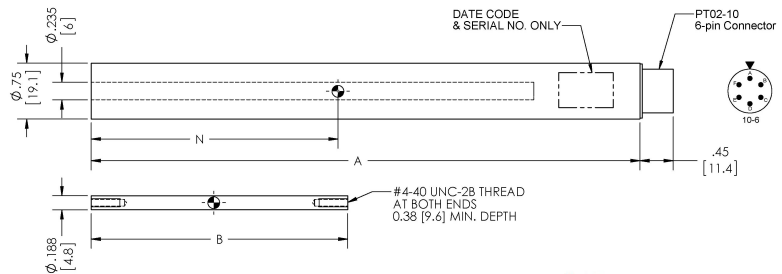 DATE CODE
& SERIAL NO. ONLY
PT02-10
6-pin Connector
Ø.235
[6]
Ø.75
[19.1]
A
B
C
D
E
F
10-6
N
A
.45
[11.4]
#4-40 UNC-2B THREAD
AT BOTH ENDS
0.38 [9.6] MIN. DEPTH
B
Ø.188
[4.8]